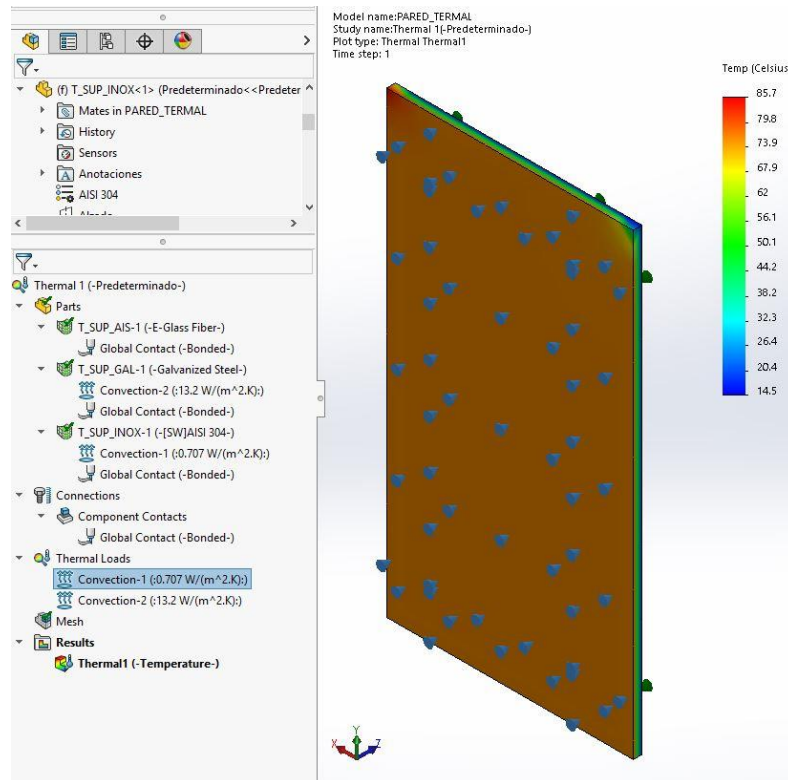 Model name:PARED_TERMAL
Study name:Thermal 1(-Predeterminado-)
Plot type: Thermal Thermal1
Time step: 1
(f) T_SUP_INOX<1> (Predeterminado<<Predeter
Mates in PARED_TERMAL
History
Sensors
Anotaciones
AISI 304
Thermal 1 (-Predeterminado-)
Parts
T_SUP_AIS-1 (-E-Glass Fiber-)
Global Contact (-Bonded-)
T_SUP_GAL-1 (-Galvanized Steel-)
Convection-2 (:13.2 W/(m^2.K):)
Global Contact (-Bonded-)
T_SUP_INOX-1 (-[SW]AISI 304-)
Convection-1 (:0.707 W/(m^2.K):)
Global Contact (-Bonded-)
Connections
Component Contacts
Global Contact (-Bonded-)
Thermal Loads
Convection-1 (:0.707 W/(m^2.K):)
Convection-2 (:13.2 W/(m^2.K):)
Mesh
Results
Thermal1 (-Temperature-)
Temp (Celsius
85.7
79.8
73.9
67.9
62
56.1
50.1
44.2
38.2
32.3
26.4
20.4
14.5
Y
X
Z